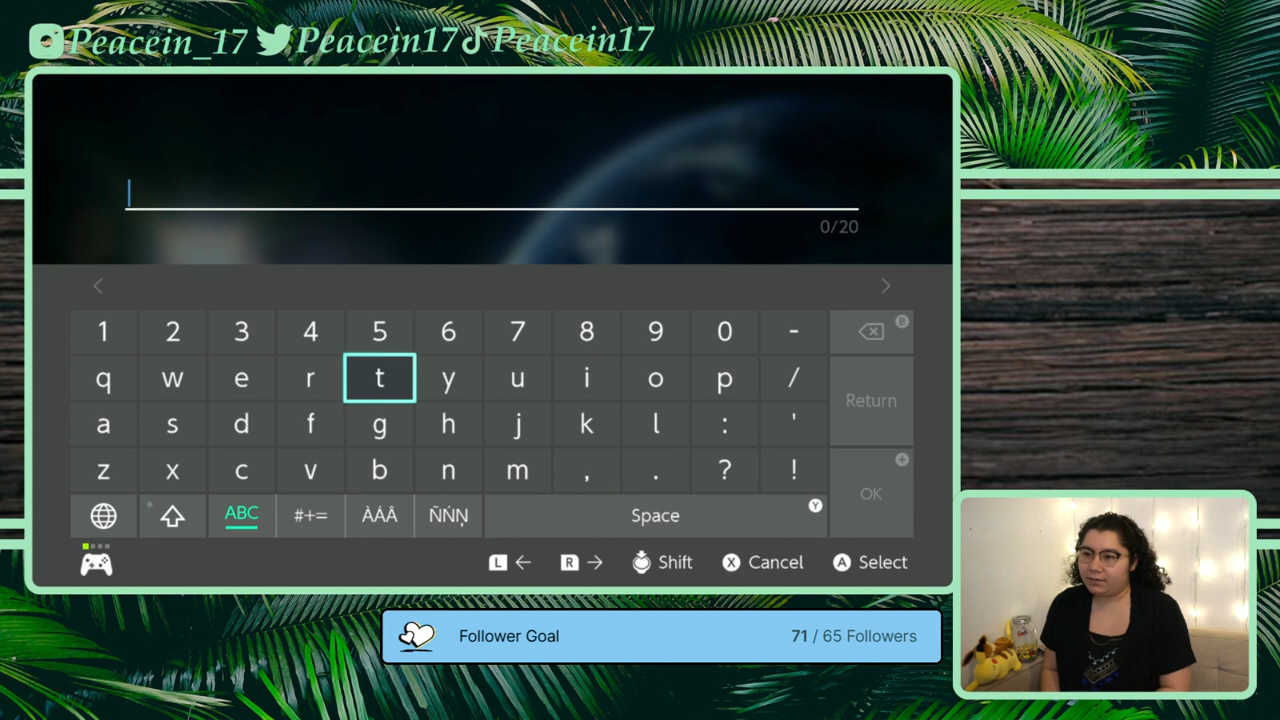 Peacein_17 Peacein17 Peacein17
0/20
1 2 3 4 5 6 7 8 9 0 -
q w e r t y u i o p /
Return
a s d f g h j k l : '
z x c v b n m , . ? !
OK
ABC #+= ÀÁÂ ÑŃŅ Space Y
L ← R → Shift X Cancel A Select
Follower Goal 71 / 65 Followers